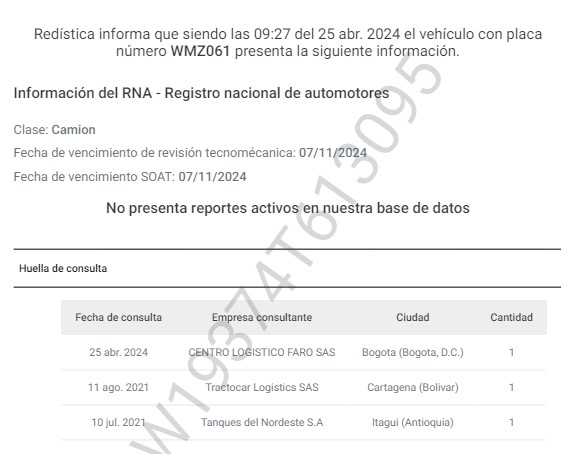 Redística informa que siendo las 09:27 del 25 abr. 2024 el vehículo con placa
número WMZ061 presenta la siguiente información.
Información del RNA - Registro nacional de automotores
Clase: Camion
Fecha de vencimiento de revisión tecnomécanica: 07/11/2024
Fecha de vencimiento SOAT: 07/11/2024
No presenta reportes activos en nuestra base de datos
Huella de consulta
Fecha de consulta Empresa consultante Ciudad Cantidad
25 abr. 2024 CENTRO LOGISTICO FARO SAS Bogota (Bogota, D.C.) 1
11 ago. 2021 Tractocar Logistics SAS Cartagena (Bolivar) 1
10 jul. 2021 Tanques del Nordeste S.A Itagui (Antioquia) 1
W19374T613095